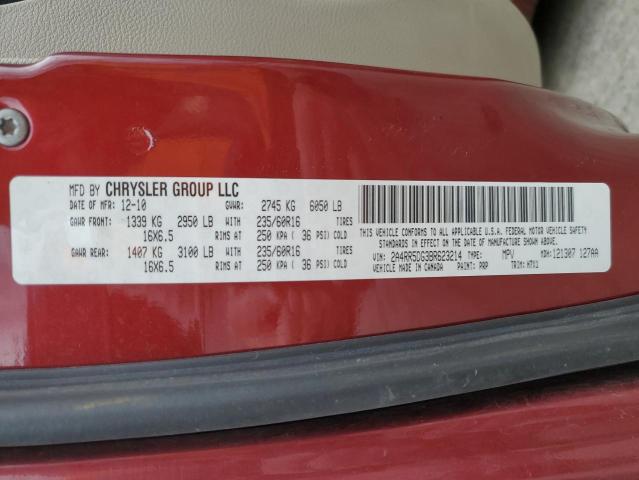 MFD BY CHRYSLER GROUP LLC
DATE OF MFR: 12-10 GVWR: 2745 KG 6050 LB
GAWR FRONT: 1339 KG 2950 LB WITH 235/60R16 TIRES
16X6.5 RIMS AT 250 KPA ( 36 PSI) COLD
GAWR REAR: 1407 KG 3100 LB WITH 235/60R16 TIRES
16X6.5 RIMS AT 250 KPA ( 36 PSI) COLD
THIS VEHICLE CONFORMS TO ALL APPLICABLE U.S.A. FEDERAL MOTOR VEHICLE SAFETY
STANDARDS IN EFFECT ON THE DATE OF MANUFACTURE SHOWN ABOVE.
VIN: 2A4RR5DG3BR623214 TYPE: MPV MDH: 121307 127AA
MADE IN CANADA PAINT: PRP TRIM: HTV1